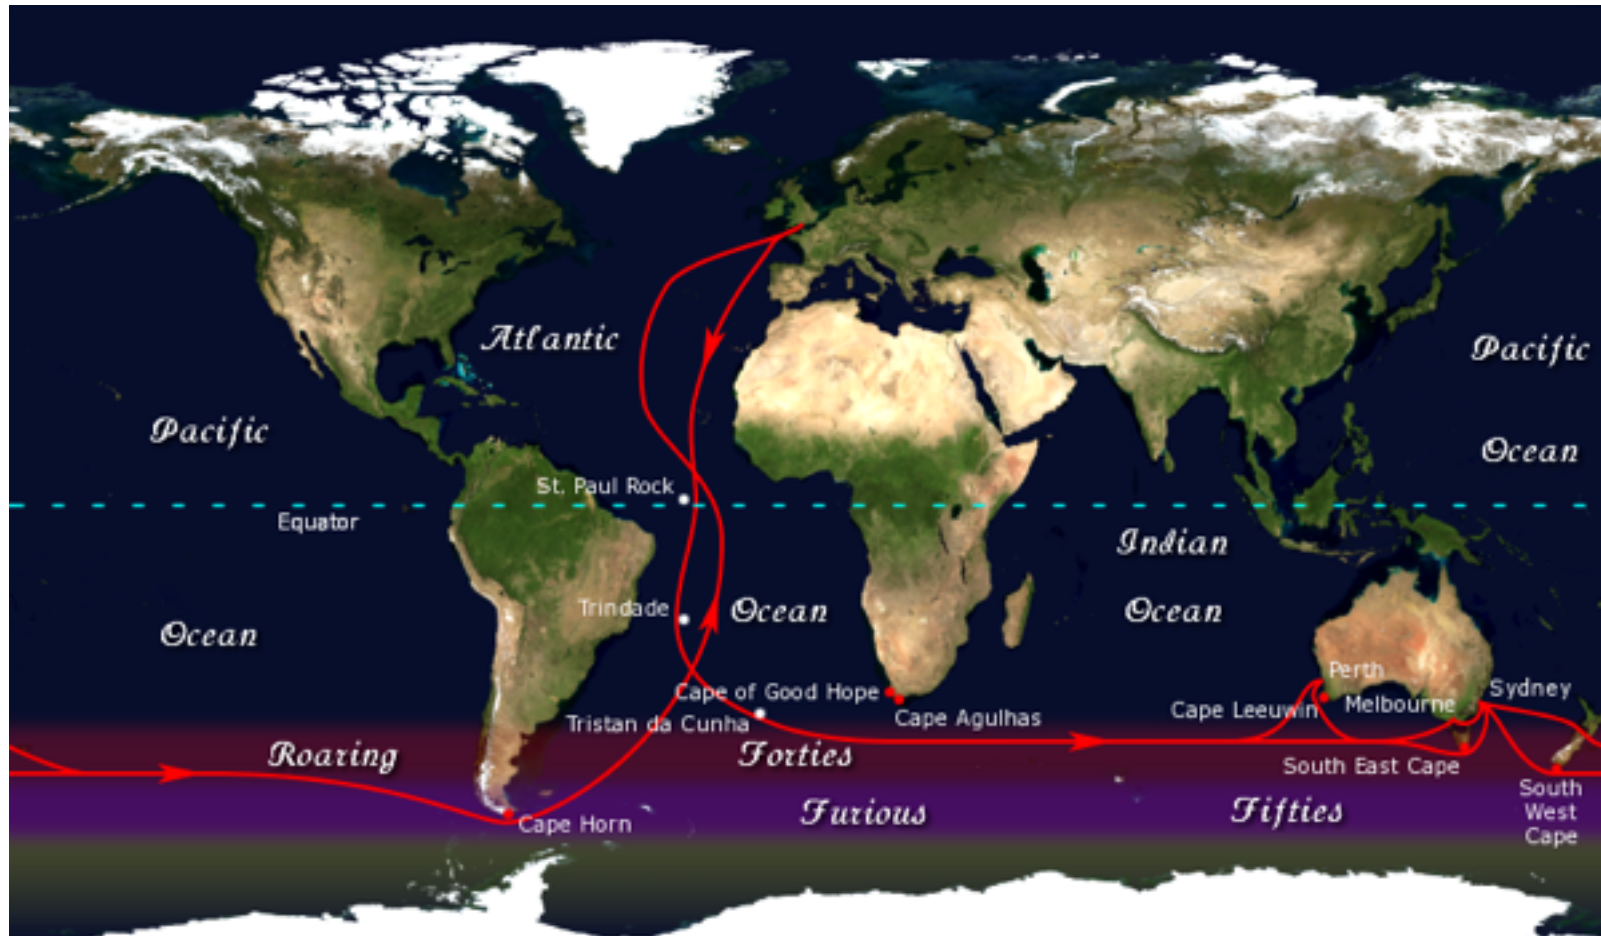 Atlantic
Pacific
Pacific
Ocean
St. Paul Rock
Equator
Indian
Trindade
Ocean
Ocean
Ocean
Perth
Cape of Good Hope
Sydney
Cape Leeuwin
Melbourne
Tristan da Cunha
Cape Agulhas
Roaring
Forties
South East Cape
South
West
Cape
Furious
Fifties
Cape Horn